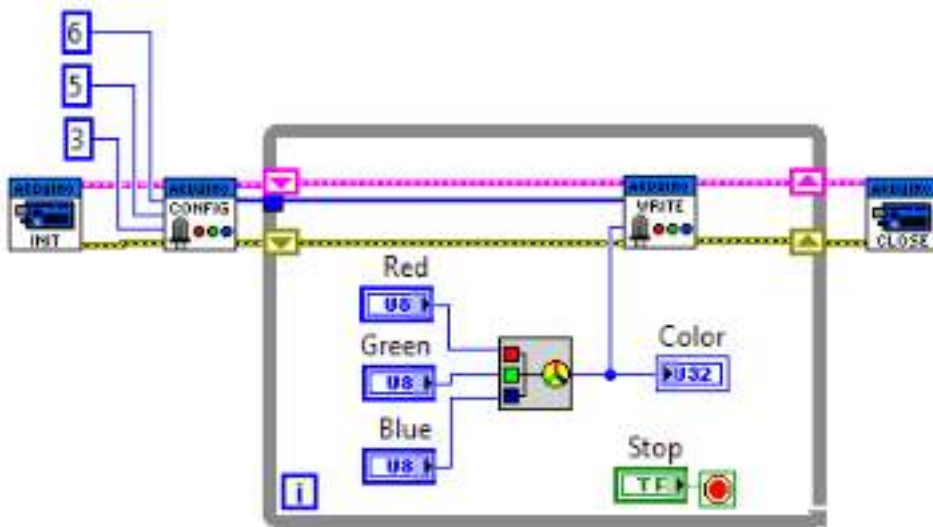 6
5
3
ARDUINO
INIT
ARDUINO
CONFIG
ARDUINO
WRITE
ARDUINO
CLOSE
Red
U8
Green
U8
Blue
U8
Color
U32
Stop
TF
i